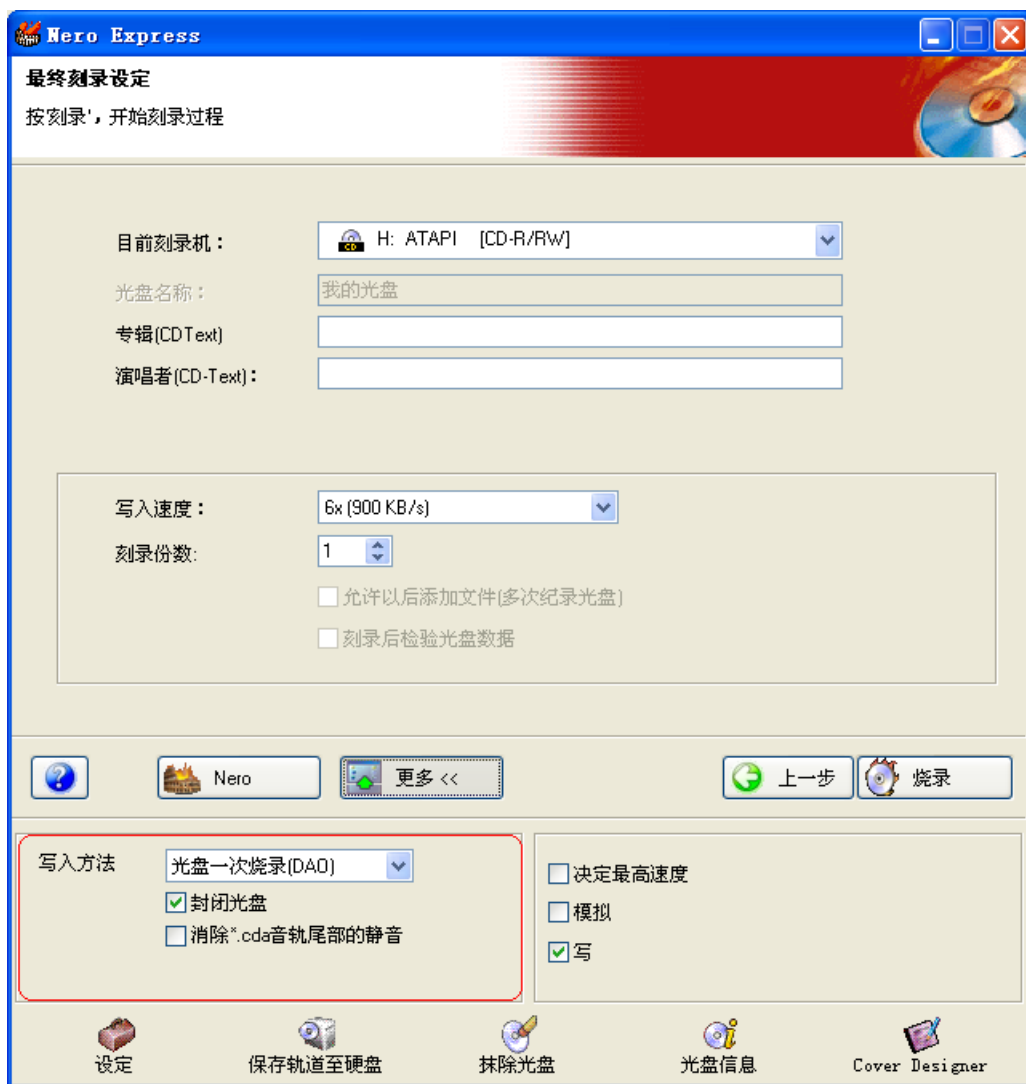 Nero Express
最终刻录设定
按'刻录'，开始刻录过程
目前刻录机：
H: ATAPI [CD-R/RW]
光盘名称：
我的光盘
专辑(CDText)
演唱者(CD-Text)：
写入速度：
6x (900 KB/s)
刻录份数:
1
允许以后添加文件(多次纪录光盘)
刻录后检验光盘数据
Nero
更多 <<
上一步
烧录
写入方法
光盘一次烧录(DAO)
封闭光盘
消除*.cda音轨尾部的静音
决定最高速度
模拟
写
设定
保存轨道至硬盘
抹除光盘
光盘信息
Cover Designer